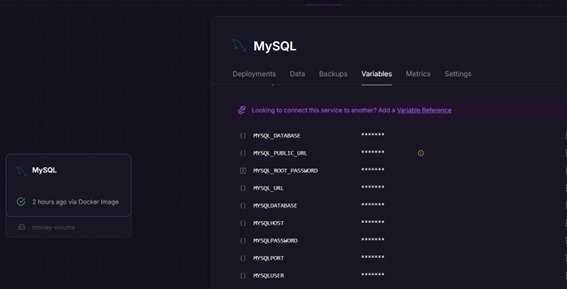 MySQL
Deployments Data Backups Variables Metrics Settings
Looking to connect this service to another? Add a Variable Reference
MYSQL_DATABASE *******
MYSQL_PUBLIC_URL *******
MYSQL_ROOT_PASSWORD *******
MYSQL_URL *******
MYSQLDATABASE *******
MYSQLHOST *******
MYSQLPASSWORD *******
MYSQLPORT *******
MYSQLUSER *******
MySQL
2 hours ago via Docker Image
money-volume